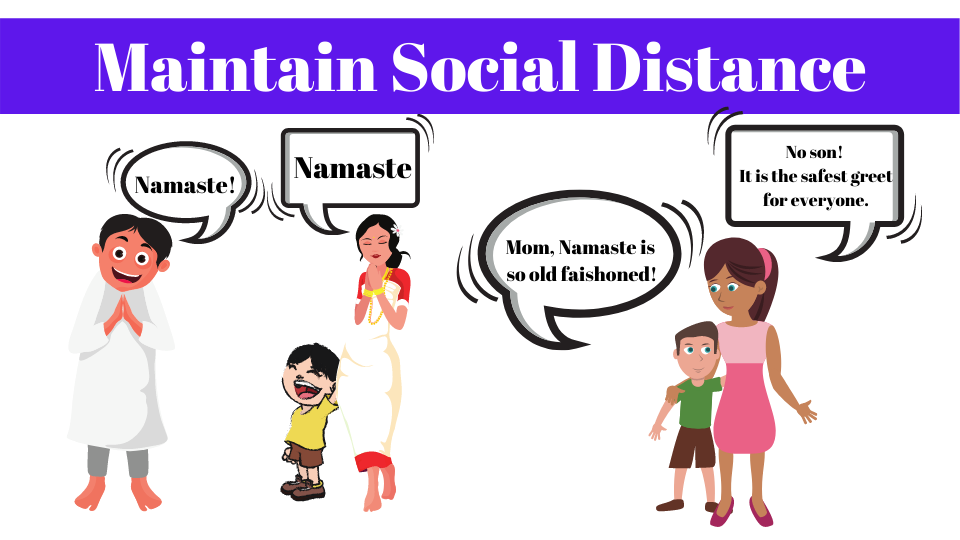 Maintain Social Distance
Namaste!
Namaste
Mom, Namaste is
so old faishoned!
No son!
It is the safest greet
for everyone.